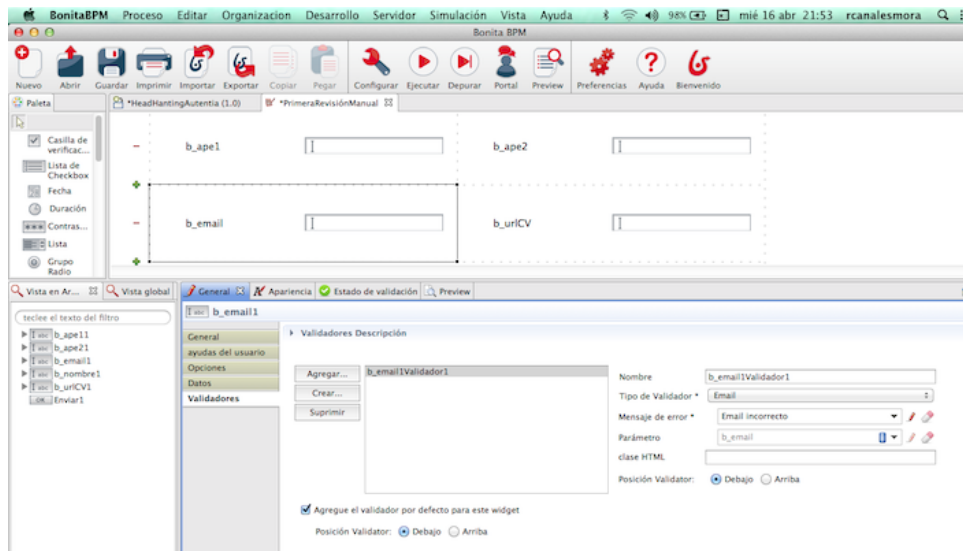 BonitaBPM Proceso Editar Organizacion Desarrollo Servidor Simulación Vista Ayuda 98% mié 16 abr 21:53 rcanalesmora
Bonita BPM
Nuevo Abrir Guardar Imprimir Importar Exportar Copiar Pegar Configurar Ejecutar Depurar Portal Preview Preferencias Ayuda Bienvenido
Paleta *HeadHantingAutentia (1.0) *PrimeraRevisiónManual
Casilla de verificac...
Lista de Checkbox
Fecha
Duración
Contras...
Lista
Grupo Radio
b_ape1 b_ape2
b_email b_urlCV
Vista en Ar... Vista global General Apariencia Estado de validación Preview
teclee el texto del filtro
b_ape11
b_ape21
b_email1
b_nombre1
b_urlCV1
OK Enviar1
abc b_email1
General
ayudas del usuario
Opciones
Datos
Validadores
Validadores Descripción
Agregar...
Crear...
Suprimir
b_email1Validador1
Nombre b_email1Validador1
Tipo de Validador * Email
Mensaje de error * Email incorrecto
Parámetro b_email
clase HTML
Posición Validator: Debajo Arriba
Agregue el validador por defecto para este widget
Posición Validator: Debajo Arriba